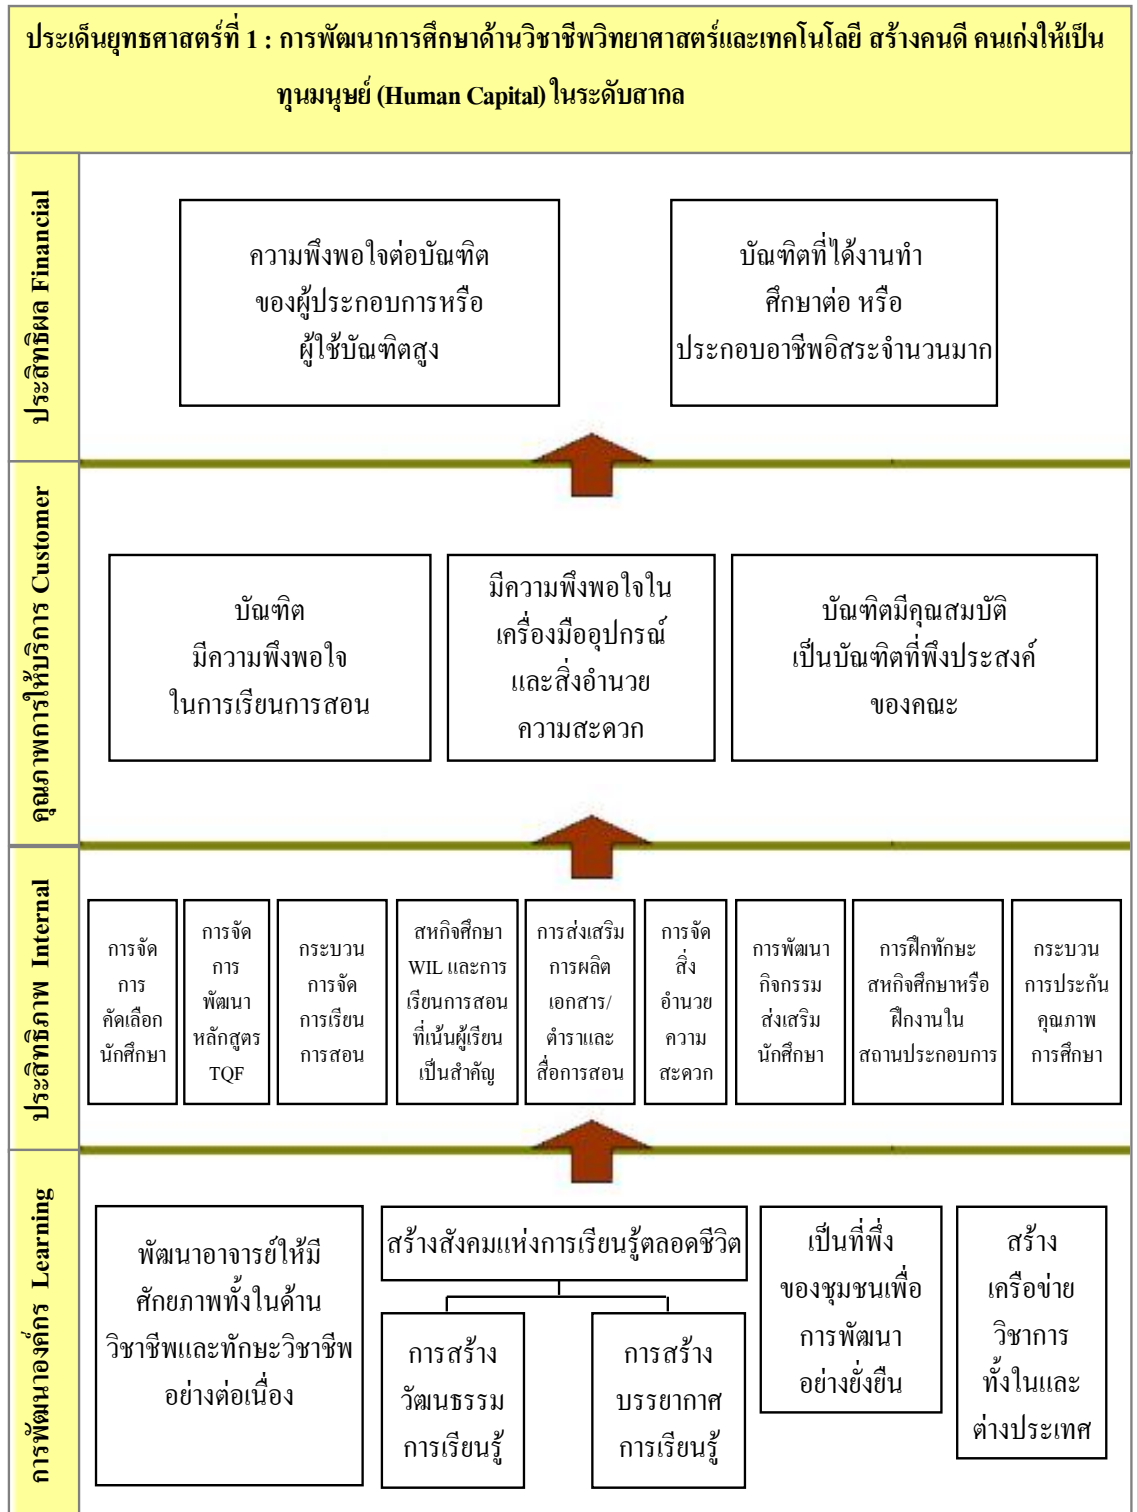 ประเด็นยุทธศาสตร์ที่ 1 : การพัฒนาการศึกษาด้านวิชาชีพวิทยาศาสตร์และเทคโนโลยี สร้างคนดี คนเก่งให้เป็น
ทุนมนุษย์ (Human Capital) ในระดับสากล
ประสิทธิผล Financial
ความพึงพอใจต่อบัณฑิต
ของผู้ประกอบการหรือ
ผู้ใช้บัณฑิตสูง
บัณฑิตที่ได้งานทำ
ศึกษาต่อ หรือ
ประกอบอาชีพอิสระจำนวนมาก
คุณภาพการให้บริการ Customer
บัณฑิต
มีความพึงพอใจ
ในการเรียนการสอน
มีความพึงพอใจใน
เครื่องมืออุปกรณ์
และสิ่งอำนวย
ความสะดวก
บัณฑิตมีคุณสมบัติ
เป็นบัณฑิตที่พึงประสงค์
ของคณะ
ประสิทธิภาพ Internal
การจัด
การ
คัดเลือก
นักศึกษา
การจัด
การ
พัฒนา
หลักสูตร
TQF
กระบวน
การจัด
การเรียน
การสอน
สหกิจศึกษา
WIL และการ
เรียนการสอน
ที่เน้นผู้เรียน
เป็นสำคัญ
การส่งเสริม
การผลิต
เอกสาร/
ตำราและ
สื่อการสอน
การจัด
สิ่ง
อำนวย
ความ
สะดวก
การพัฒนา
กิจกรรม
ส่งเสริม
นักศึกษา
การฝึกทักษะ
สหกิจศึกษาหรือ
ฝึกงานใน
สถานประกอบการ
กระบวน
การประกัน
คุณภาพ
การศึกษา
การพัฒนาองค์กร Learning
พัฒนาอาจารย์ให้มี
ศักยภาพทั้งในด้าน
วิชาชีพและทักษะวิชาชีพ
อย่างต่อเนื่อง
สร้างสังคมแห่งการเรียนรู้ตลอดชีวิต
การสร้าง
วัฒนธรรม
การเรียนรู้
การสร้าง
บรรยากาศ
การเรียนรู้
เป็นที่พึ่ง
ของชุมชนเพื่อ
การพัฒนา
อย่างยั่งยืน
สร้าง
เครือข่าย
วิชาการ
ทั้งในและ
ต่างประเทศ